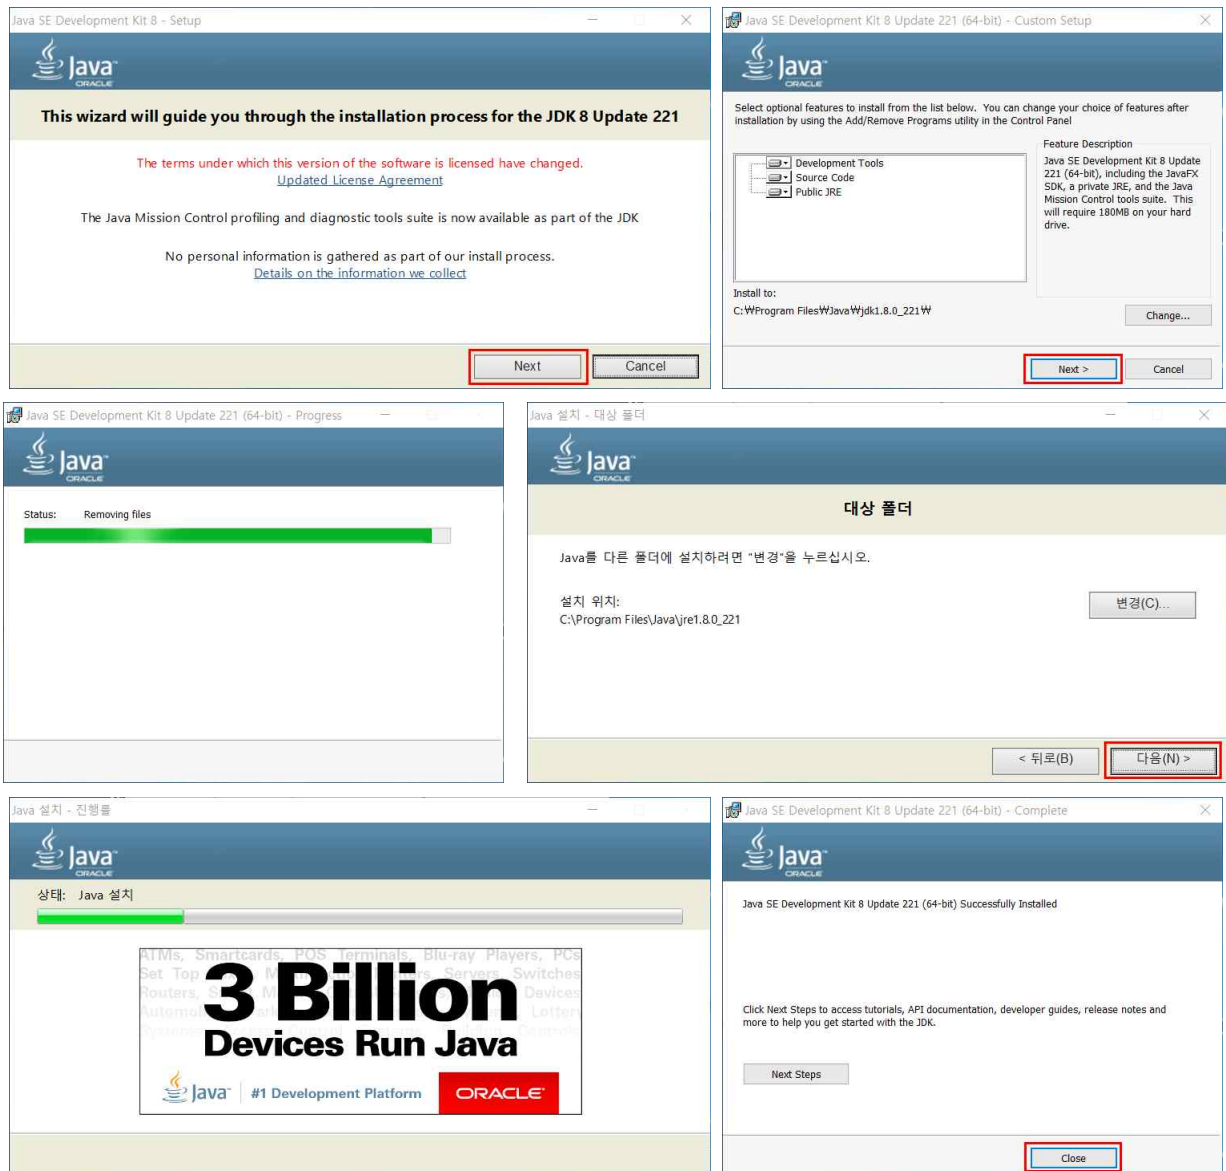 Java SE Development Kit 8 - Setup
Java
ORACLE
This wizard will guide you through the installation process for the JDK 8 Update 221
The terms under which this version of the software is licensed have changed.
Updated License Agreement
The Java Mission Control profiling and diagnostic tools suite is now available as part of the JDK
No personal information is gathered as part of our install process.
Details on the information we collect
Next
Cancel
Java SE Development Kit 8 Update 221 (64-bit) - Custom Setup
Java
ORACLE
Select optional features to install from the list below. You can change your choice of features after
installation by using the Add/Remove Programs utility in the Control Panel
Development Tools
Source Code
Public JRE
Feature Description
Java SE Development Kit 8 Update
221 (64-bit), including the JavaFX
SDK, a private JRE, and the Java
Mission Control tools suite. This
will require 180MB on your hard
drive.
Install to:
C:₩Program Files₩Java₩jdk1.8.0_221₩
Change...
Next >
Cancel
Java SE Development Kit 8 Update 221 (64-bit) - Progress
Java
ORACLE
Status: Removing files
Java 설치 - 대상 폴더
Java
ORACLE
대상 폴더
Java를 다른 폴더에 설치하려면 "변경"을 누르십시오.
설치 위치:
C:\Program Files\Java\jre1.8.0_221
변경(C)...
< 뒤로(B)
다음(N) >
Java 설치 - 진행률
Java
ORACLE
상태: Java 설치
ATMs, Smartcards, POS Terminals, Blu-ray Players, PCs
Set Top
Servers, Switches
Routers,
Devices
3 Billion
Devices Run Java
Java
#1 Development Platform
ORACLE
Java SE Development Kit 8 Update 221 (64-bit) - Complete
Java
ORACLE
Java SE Development Kit 8 Update 221 (64-bit) Successfully Installed
Click Next Steps to access tutorials, API documentation, developer guides, release notes and
more to help you get started with the JDK.
Next Steps
Close